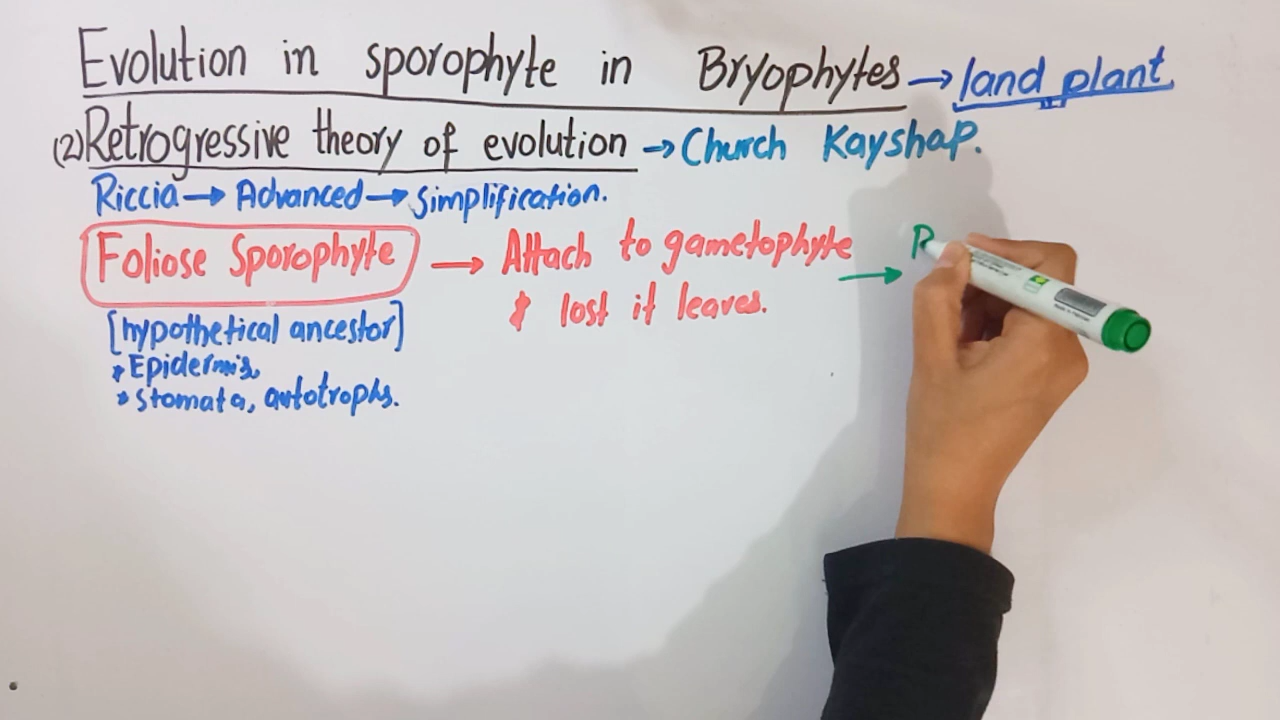 Evolution in sporophyte in Bryophytes → land plant
(2) Retrogressive theory of evolution → Church Kayshap.
Riccia → Advanced → simplification.
Foliose Sporophyte → Attach to gametophyte → R
& lost it leaves.
[hypothetical ancestor]
* Epidermis
* Stomata, autotrophs.